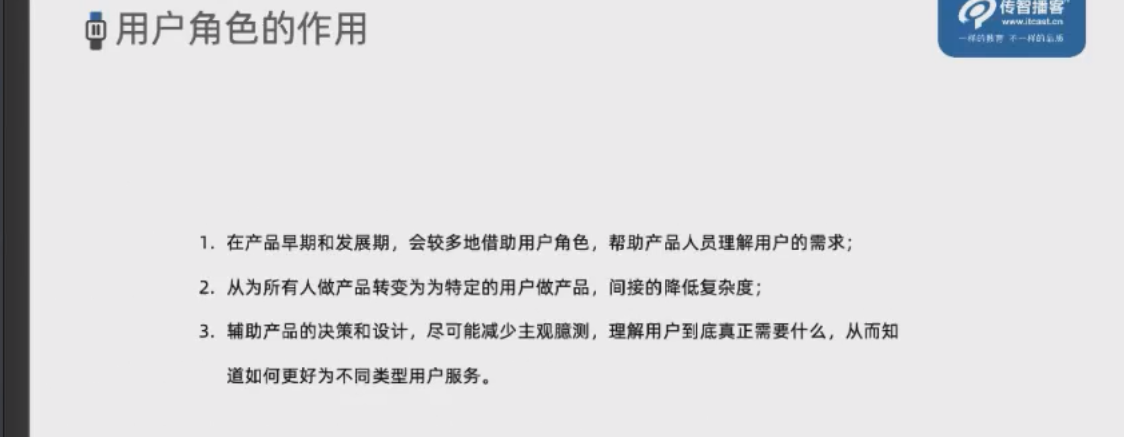 用户角色的作用
传智播客
www.itcast.cn
一样的教育 不一样的品质
1. 在产品早期和发展期，会较多地借助用户角色，帮助产品人员理解用户的需求；
2. 从为所有人做产品转变为为特定的用户做产品，间接的降低复杂度；
3. 辅助产品的决策和设计，尽可能减少主观臆测，理解用户到底真正需要什么，从而知
道如何更好为不同类型用户服务。